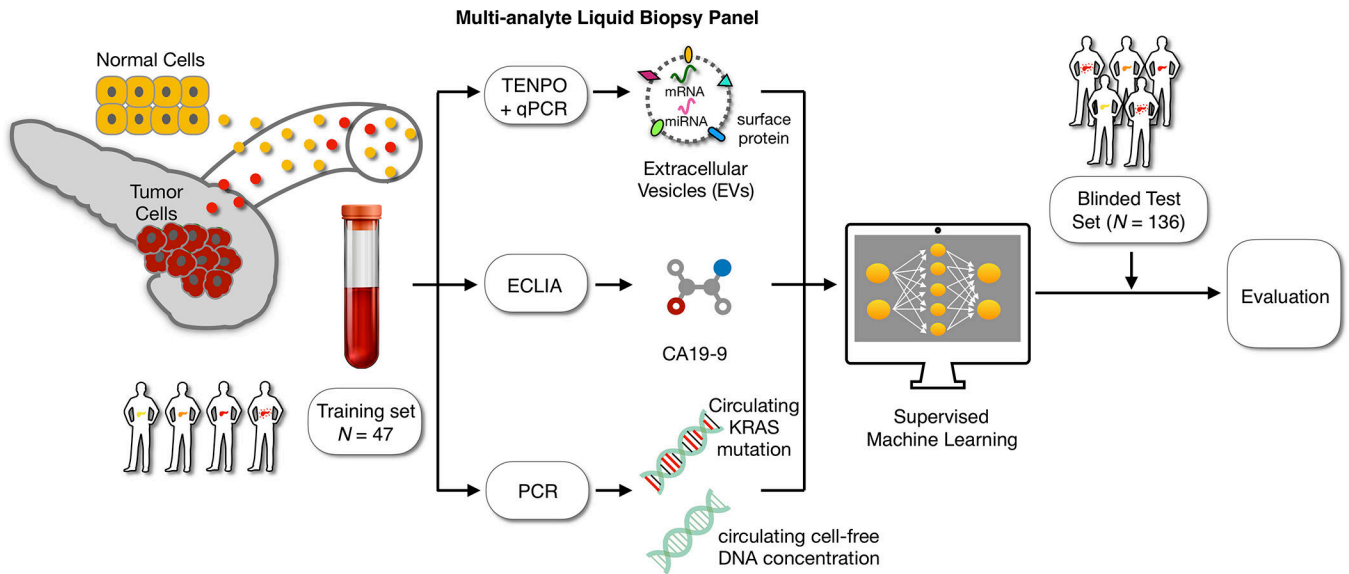 Multi-analyte Liquid Biopsy Panel
Normal Cells
Tumor
Cells
Training set
N = 47
TENPO
+ qPCR
mRNA
miRNA
surface
protein
Extracellular
Vesicles (EVs)
ECLIA
CA19-9
PCR
Circulating
KRAS
mutation
circulating cell-free
DNA concentration
Supervised
Machine Learning
Blinded Test
Set (N = 136)
Evaluation